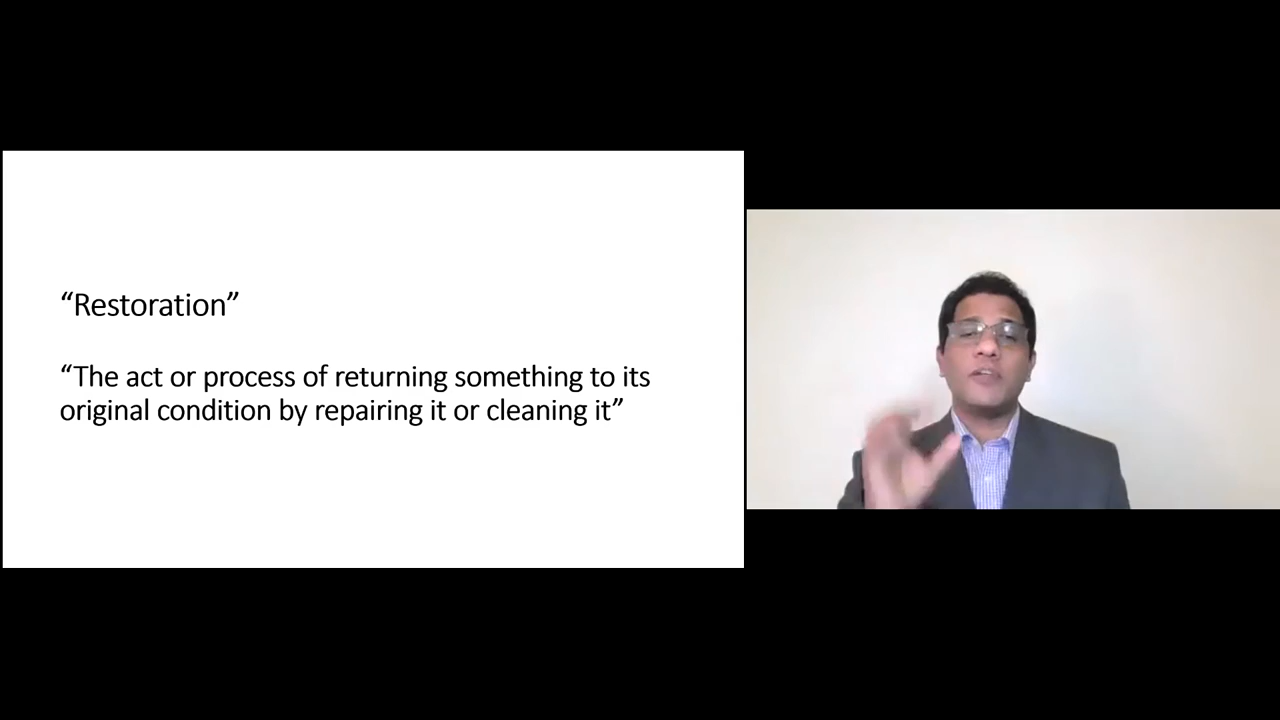 “Restoration”
“The act or process of returning something to its
original condition by repairing it or cleaning it”